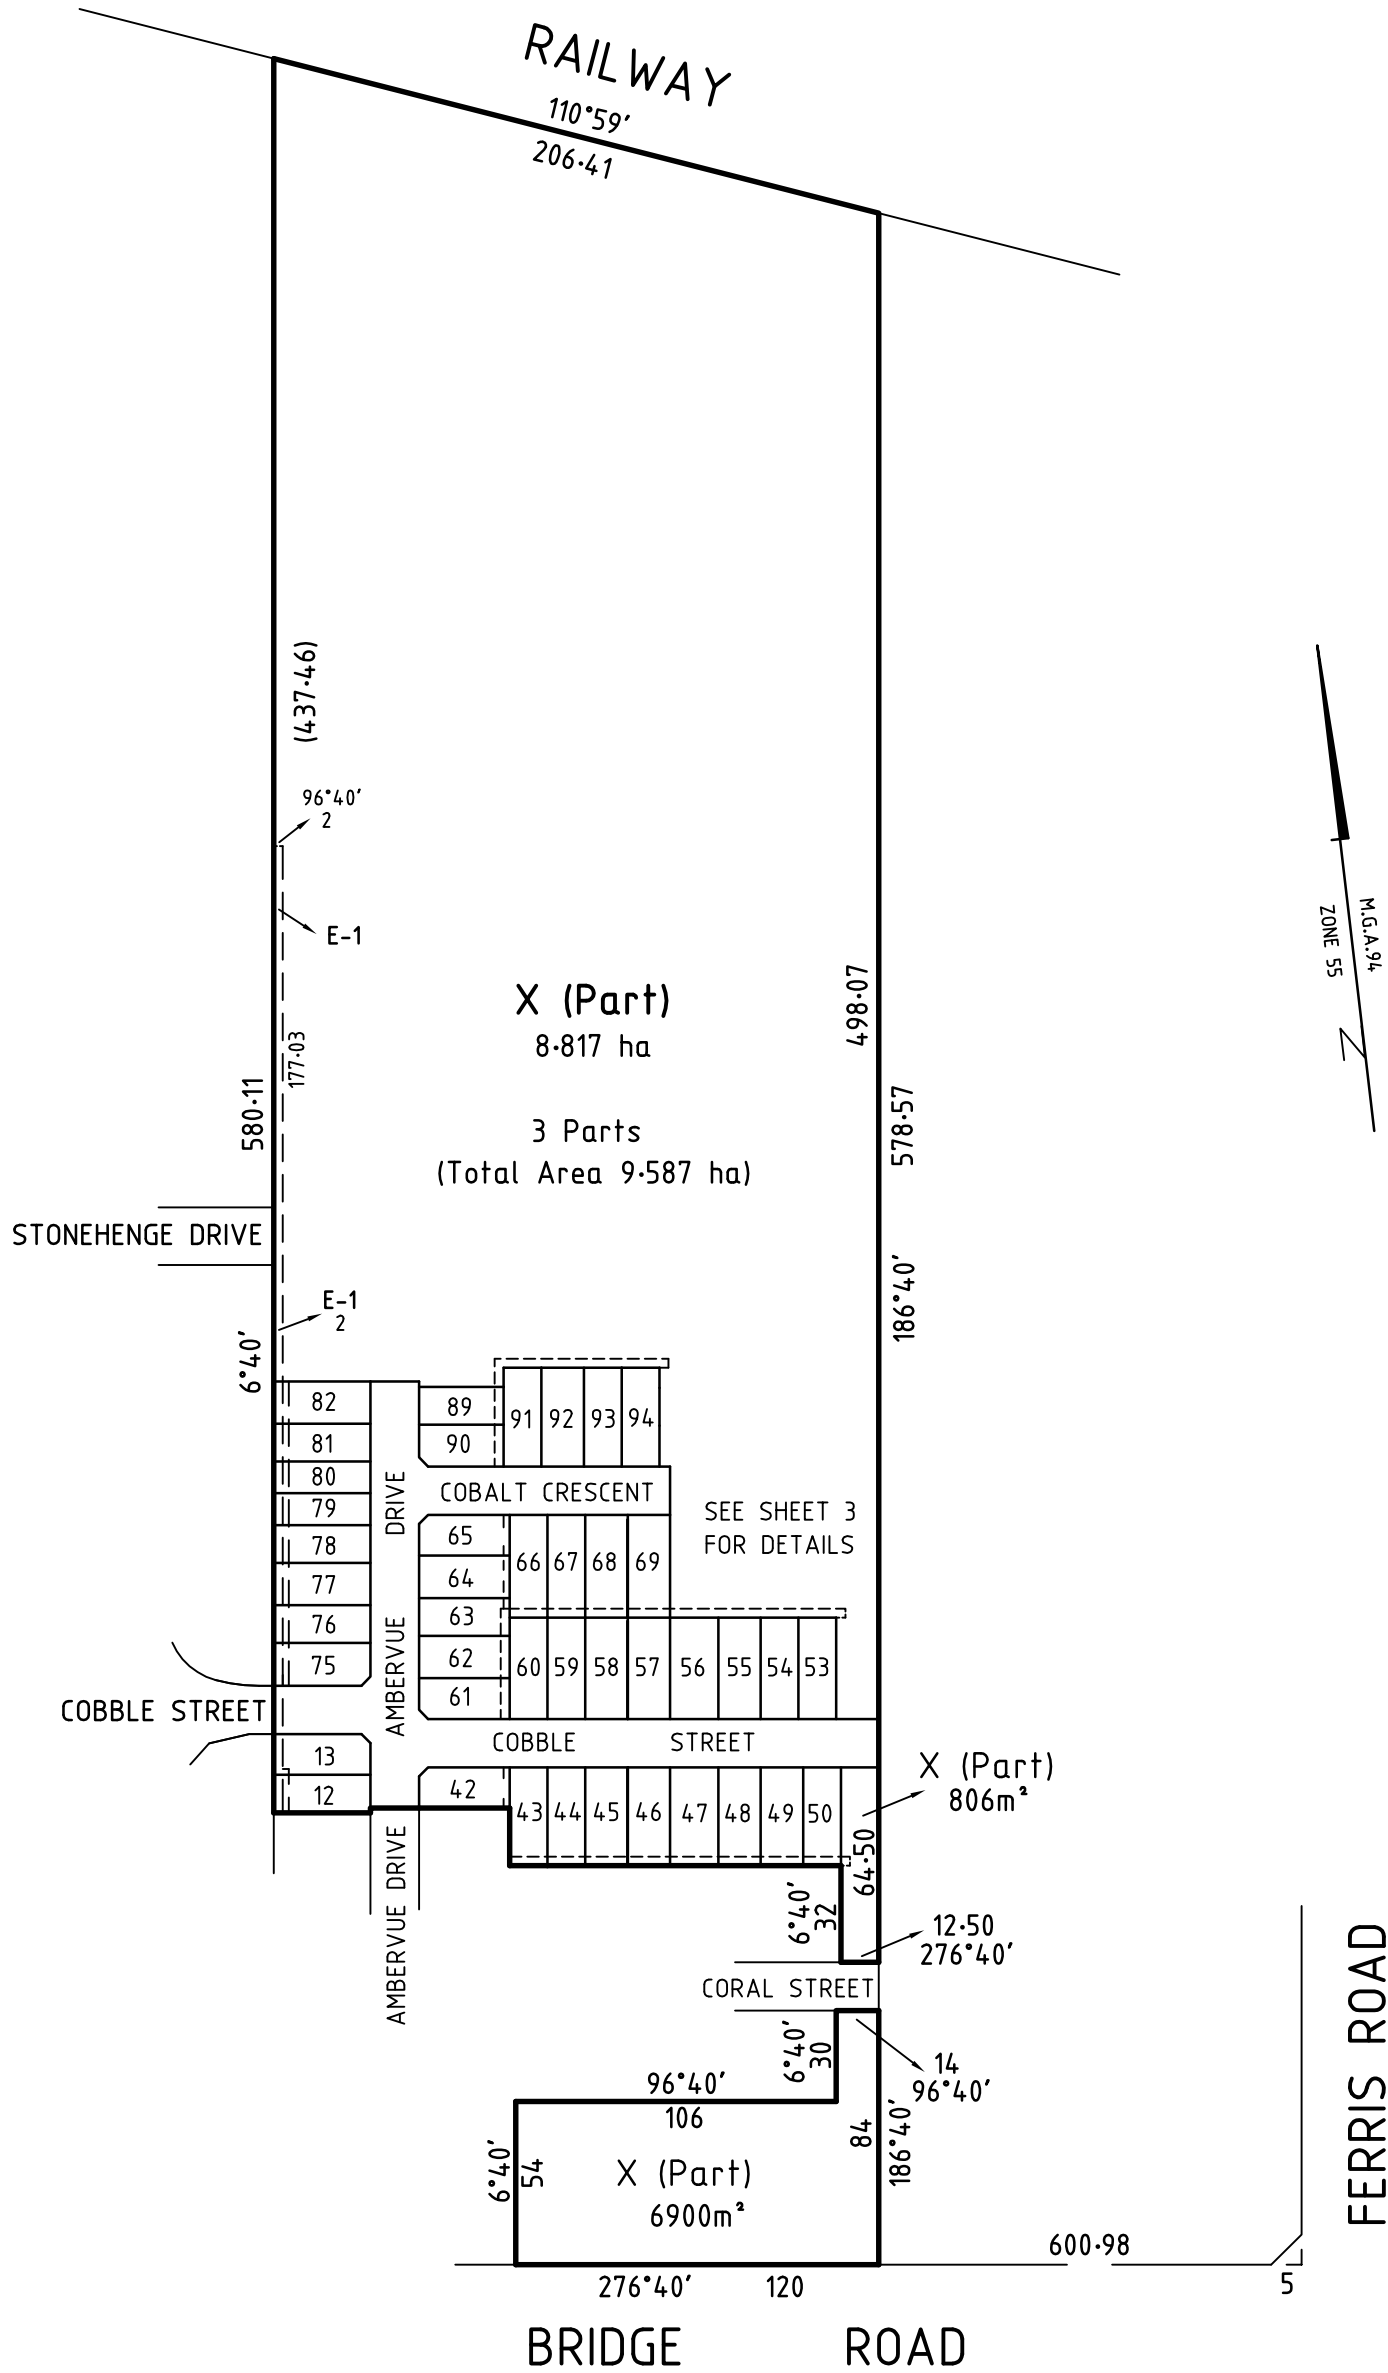 RAILWAY
110°59'
206·41
(437·46)
96°40'
2
E-1
177·03
580·11
X (Part)
8·817 ha
3 Parts
(Total Area 9·587 ha)
498·07
578·57
186°40'
M.G.A.94
ZONE 55
N
STONEHENGE DRIVE
E-1
2
6°40'
82
81
80
79
78
77
76
75
89
90
91
92
93
94
DRIVE
AMBERVUE
COBALT CRESCENT
SEE SHEET 3
FOR DETAILS
65
64
63
62
61
66
67
68
69
60
59
58
57
56
55
54
53
COBBLE STREET
COBBLE STREET
13
12
42
43
44
45
46
47
48
49
50
X (Part)
806m²
64·50
AMBERVUE DRIVE
6°40'
32
12·50
276°40'
CORAL STREET
6°40'
30
14
96°40'
96°40'
106
6°40'
54
X (Part)
6900m²
84
186°40'
FERRIS ROAD
600·98
5
276°40'
120
BRIDGE ROAD